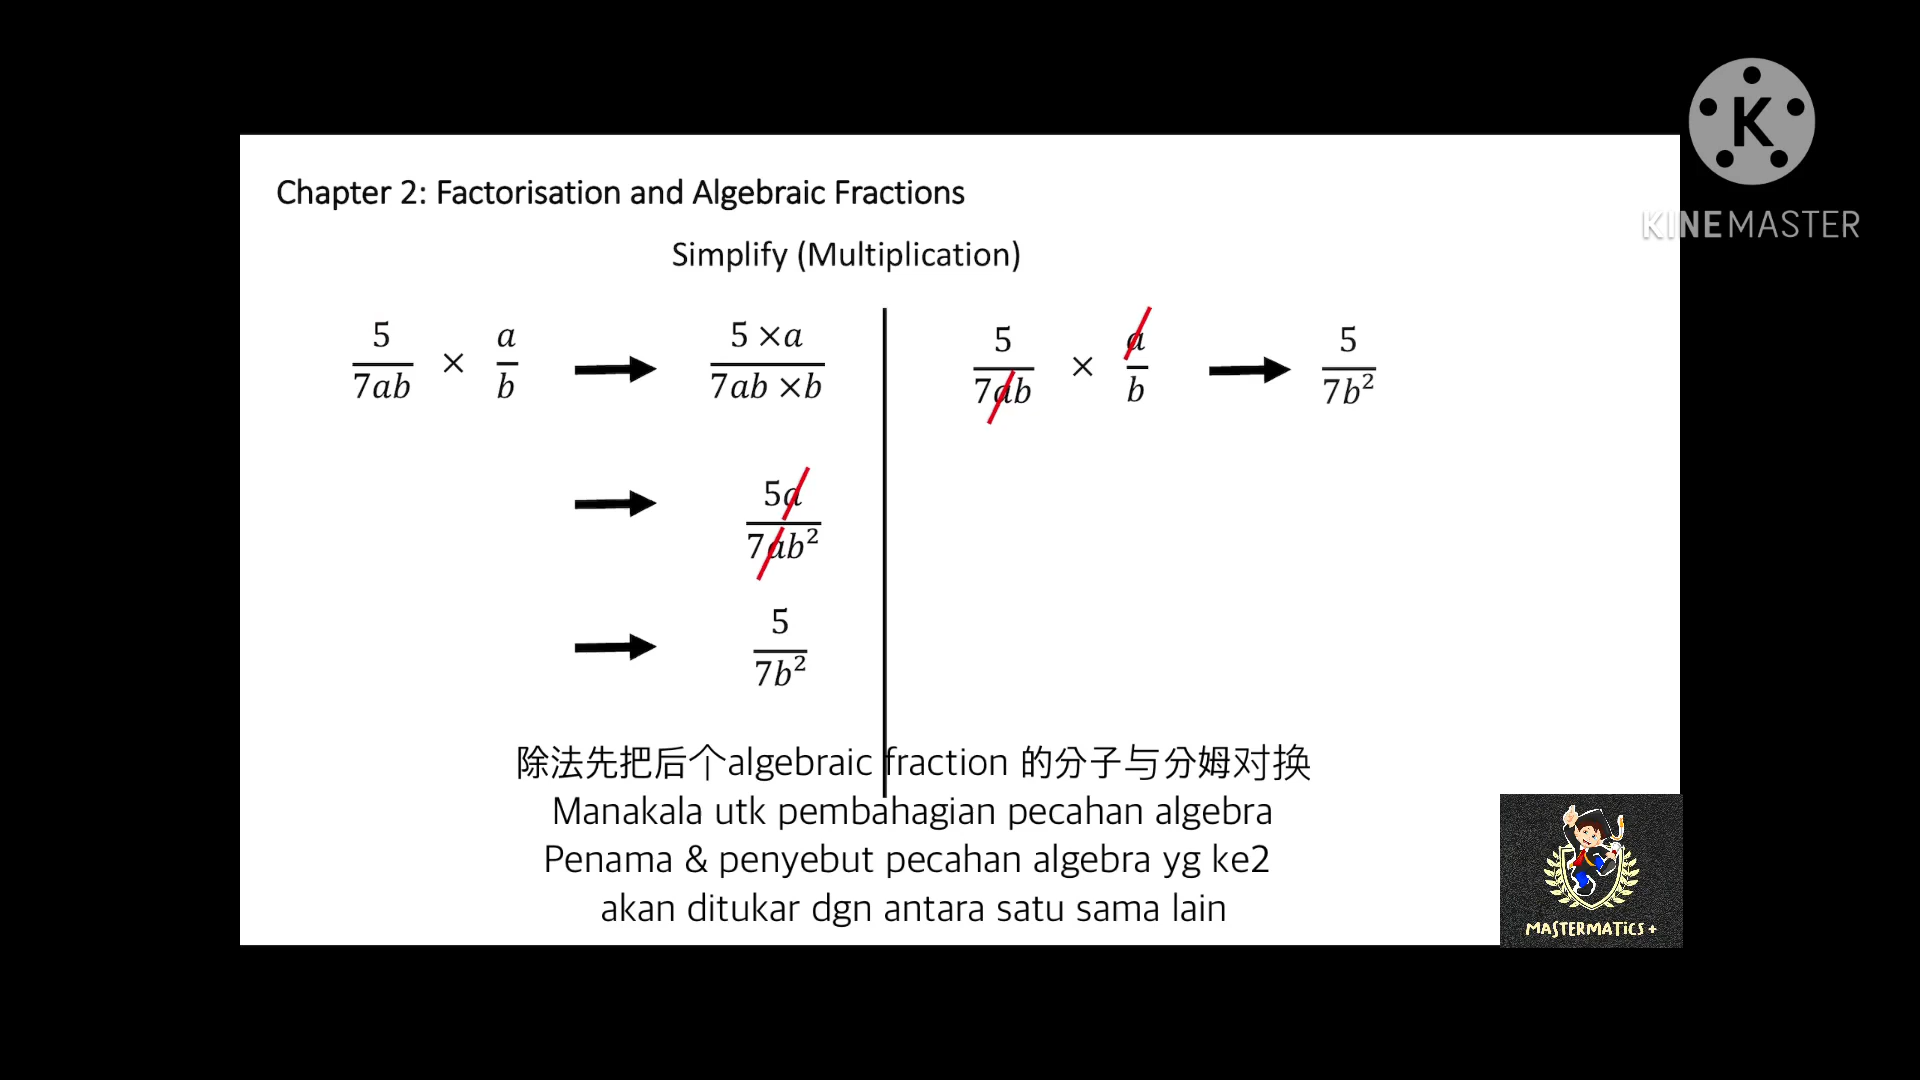 Chapter 2: Factorisation and Algebraic Fractions
Simplify (Multiplication)
5/7ab × a/b → 5 ×a/7ab ×b
→ 5a/7ab²
→ 5/7b²
5/7ab × a/b → 5/7b²
除法先把后个algebraic fraction 的分子与分姆对换
Manakala utk pembahagian pecahan algebra
Penama & penyebut pecahan algebra yg ke2
akan ditukar dgn antara satu sama lain
K
KINEMASTER
MASTERMATiCS +